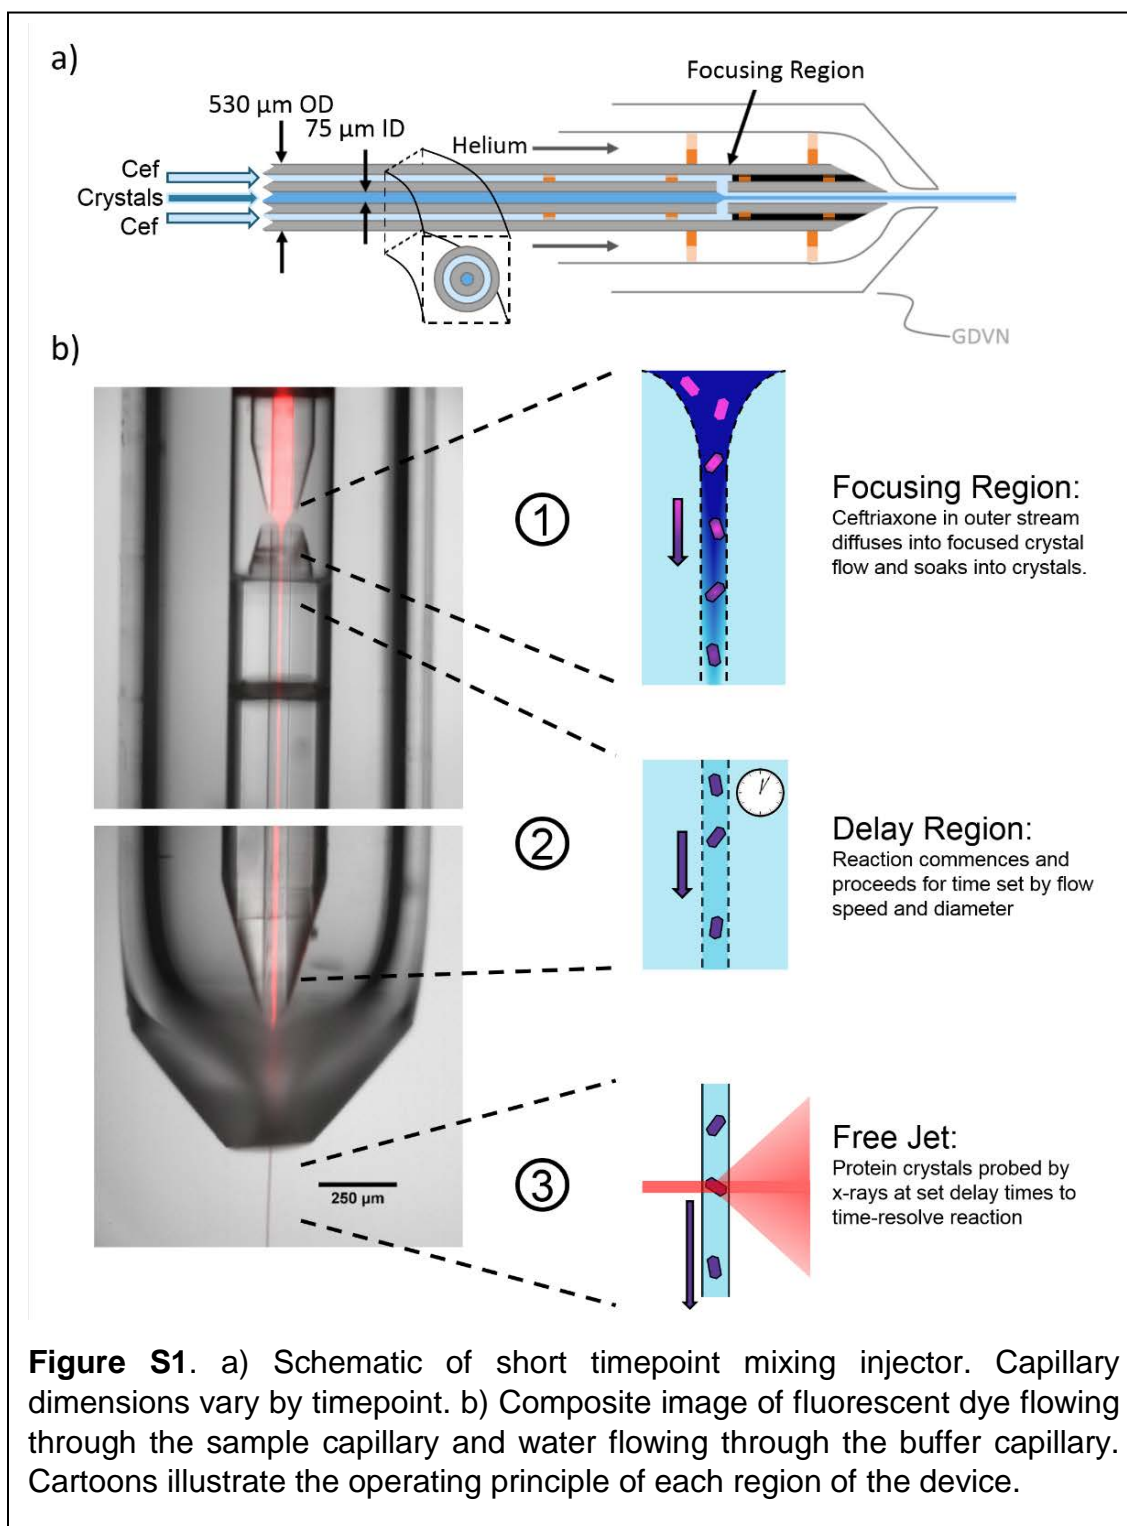 a)
Focusing Region
530 µm OD
75 µm ID
Helium
Cef
Crystals
Cef
GDVN
b)
1
Focusing Region:
Ceftriaxone in outer stream
diffuses into focused crystal
flow and soaks into crystals.
2
Delay Region:
Reaction commences and
proceeds for time set by flow
speed and diameter
3
Free Jet:
Protein crystals probed by
x-rays at set delay times to
time-resolve reaction
250 µm
Figure S1. a) Schematic of short timepoint mixing injector. Capillary
dimensions vary by timepoint. b) Composite image of fluorescent dye flowing
through the sample capillary and water flowing through the buffer capillary.
Cartoons illustrate the operating principle of each region of the device.